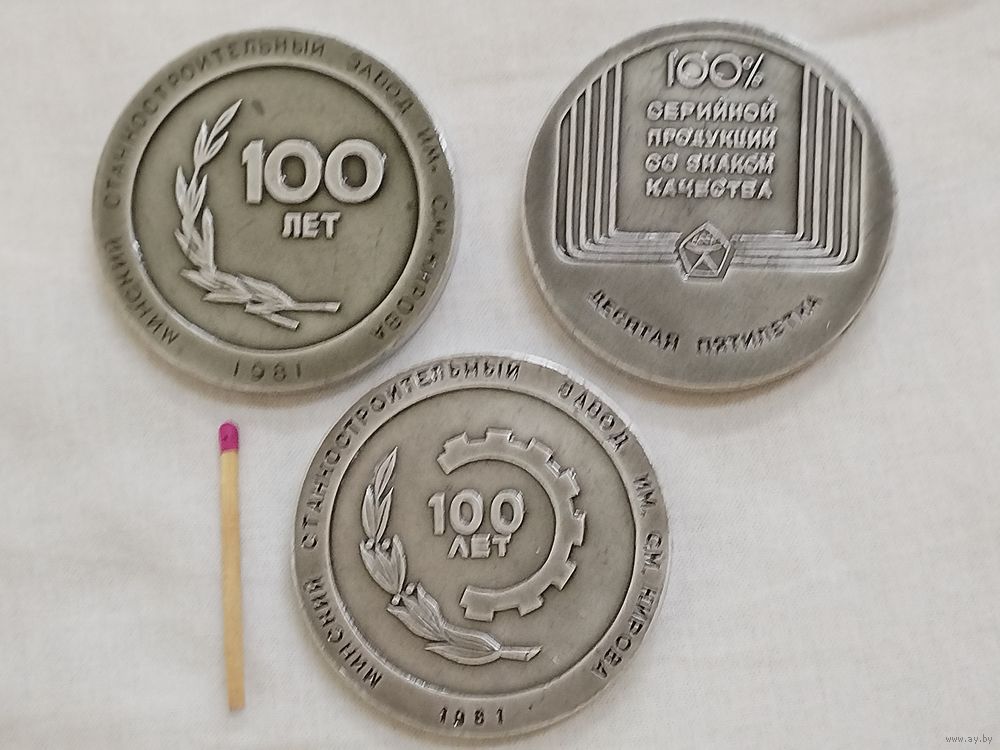 МИНСКИЙ СТАНКОСТРОИТЕЛЬНЫЙ ЗАВОД ИМ. С.М. КИРОВА
100
ЛЕТ
1981
100%
СЕРИЙНОЙ
ПРОДУКЦИЙ
СО ЗНАКОМ
КАЧЕСТВА
ДЕСЯТАЯ ПЯТИЛЕТКА
МИНСКИЙ СТАНКОСТРОИТЕЛЬНЫЙ ЗАВОД ИМ. С.М. КИРОВА
100
ЛЕТ
1981
www.ay.by